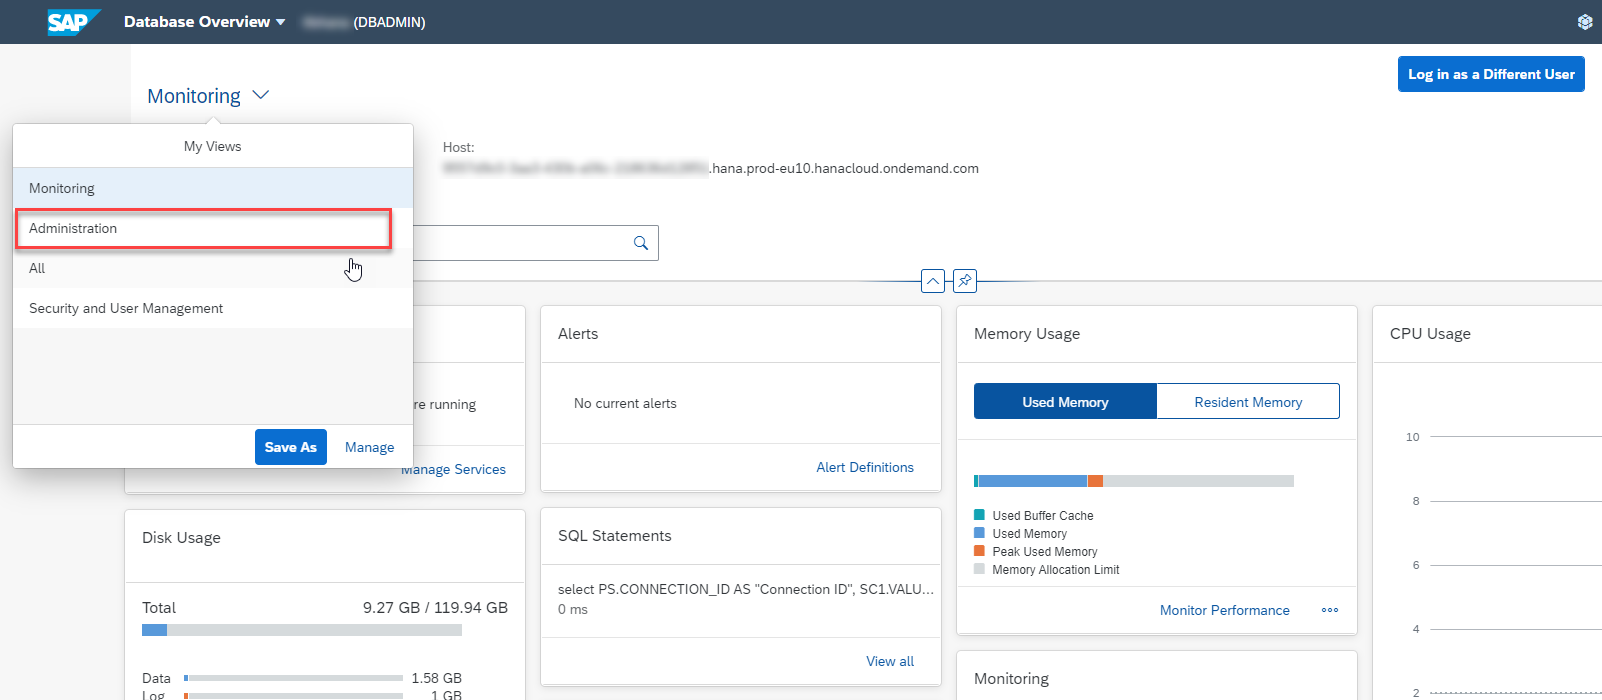 SAP Database Overview (DBADMIN)
Log in as a Different User
Monitoring
My Views
Monitoring
Administration
All
Security and User Management
Save As Manage
Host:
.hana.prod-eu10.hanacloud.ondemand.com
re running
Manage Services
Alerts
No current alerts
Alert Definitions
Memory Usage
Used Memory Resident Memory
Used Buffer Cache
Used Memory
Peak Used Memory
Memory Allocation Limit
Monitor Performance
CPU Usage
10
8
6
4
2
Disk Usage
Total 9.27 GB / 119.94 GB
Data 1.58 GB
Log 1 GB
SQL Statements
select PS.CONNECTION_ID AS "Connection ID", SC1.VALU...
0 ms
View all
Monitoring